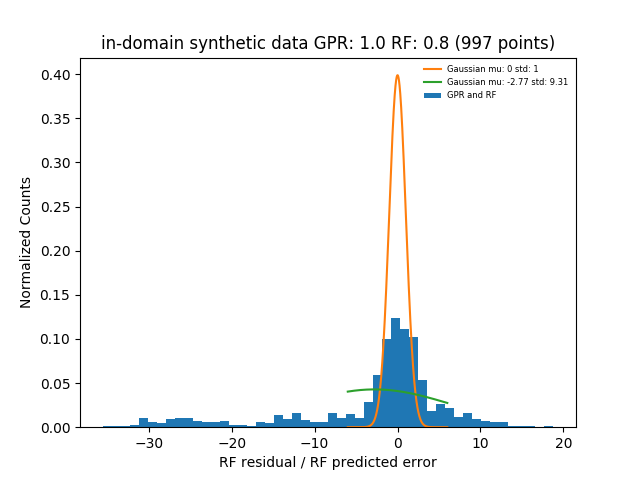 in-domain synthetic data GPR: 1.0 RF: 0.8 (997 points)
Gaussian mu: 0 std: 1
Gaussian mu: -2.77 std: 9.31
GPR and RF
Normalized Counts
0.40
0.35
0.30
0.25
0.20
0.15
0.10
0.05
0.00
−30 −20 −10 0 10 20
RF residual / RF predicted error